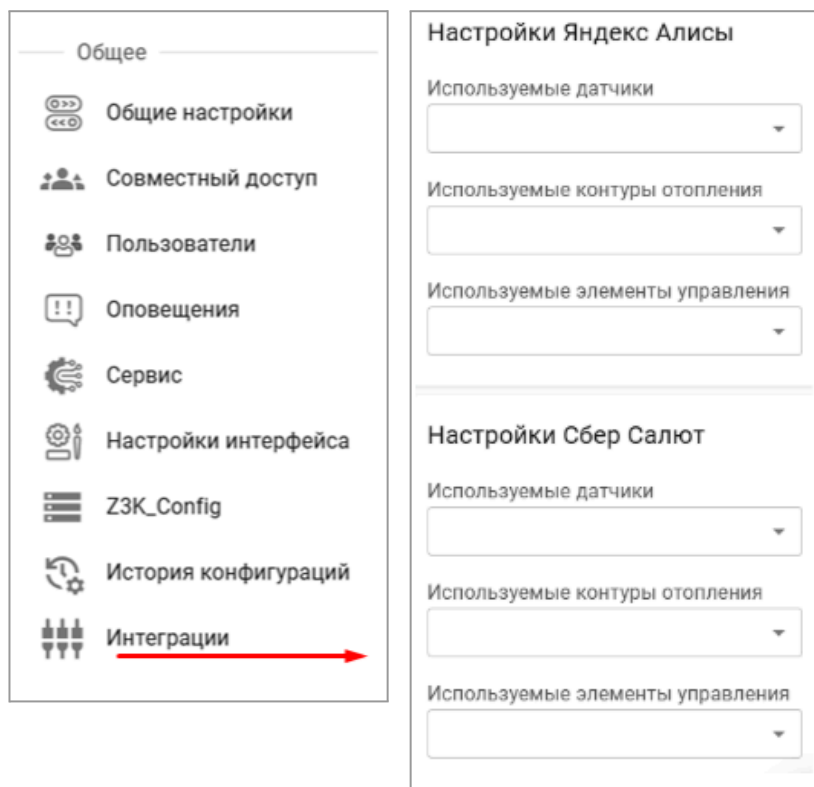 Общее
Общие настройки
Совместный доступ
Пользователи
Оповещения
Сервис
Настройки интерфейса
Z3K_Config
История конфигураций
Интеграции
Настройки Яндекс Алисы
Используемые датчики
Используемые контуры отопления
Используемые элементы управления
Настройки Сбер Салют
Используемые датчики
Используемые контуры отопления
Используемые элементы управления